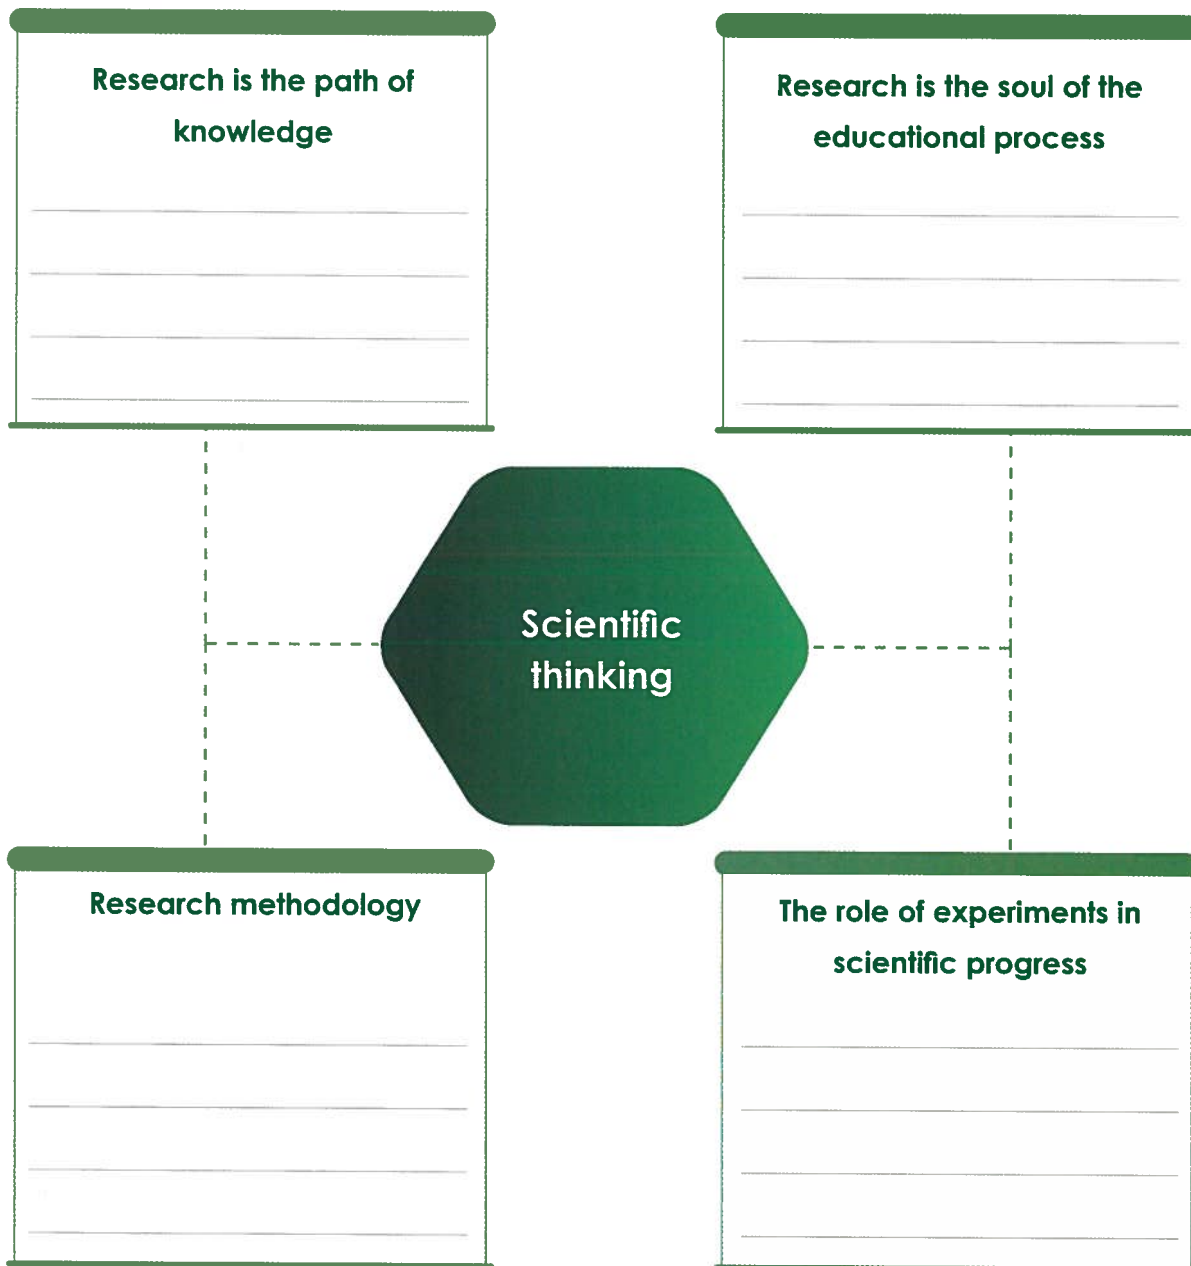 Research is the path of
knowledge
Research is the soul of the
educational process
Scientific
thinking
Research methodology
The role of experiments in
scientific progress